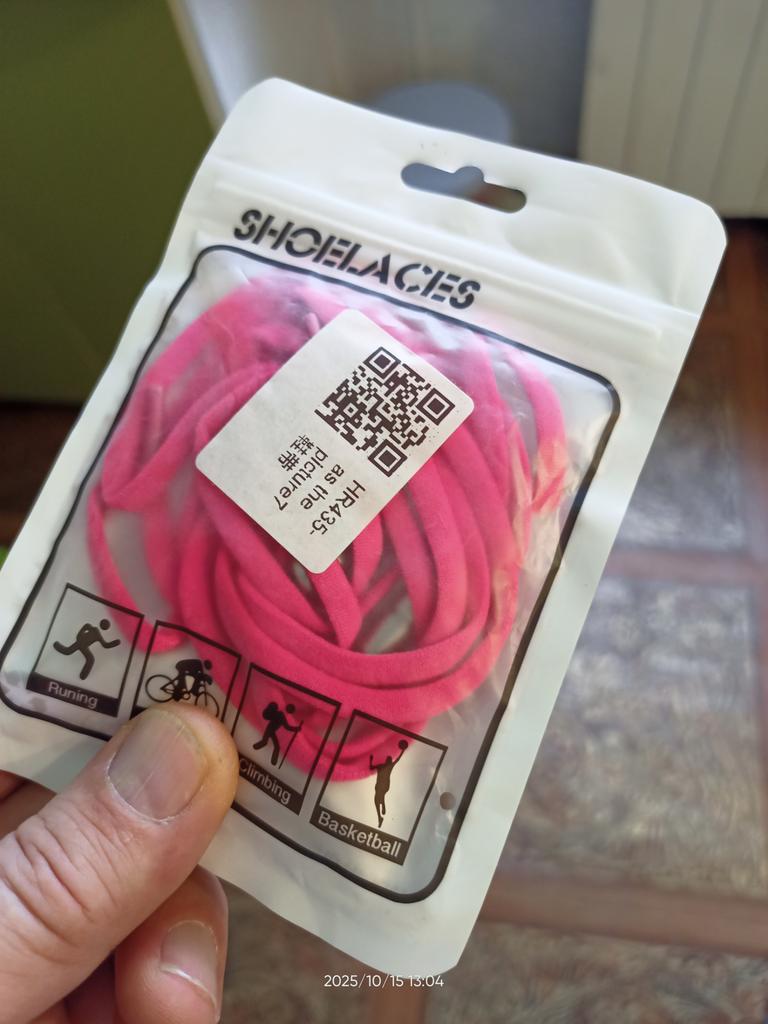 SHOELACES
HR435-
as the
picture7
鞋带
Runing
Climbing
Basketball
2025/10/15 13:04